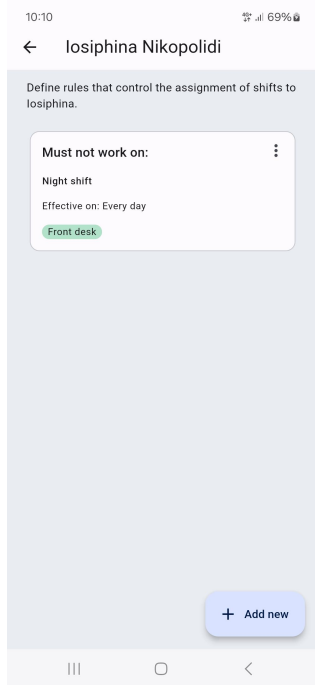 10:10
69%
Iosiphina Nikopolidi
Define rules that control the assignment of shifts to
Iosiphina.
Must not work on:
Night shift
Effective on: Every day
Front desk
+ Add new